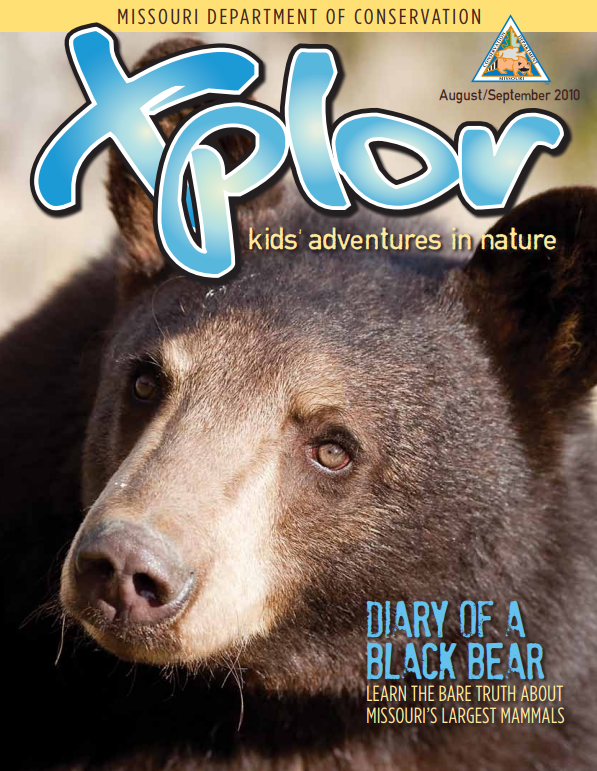 MISSOURI DEPARTMENT OF CONSERVATION
CONSERVATION DEPARTMENT
MISSOURI
August/September 2010
Xplor
kids' adventures in nature
DIARY OF A
BLACK BEAR
LEARN THE BARE TRUTH ABOUT
MISSOURI'S LARGEST MAMMALS